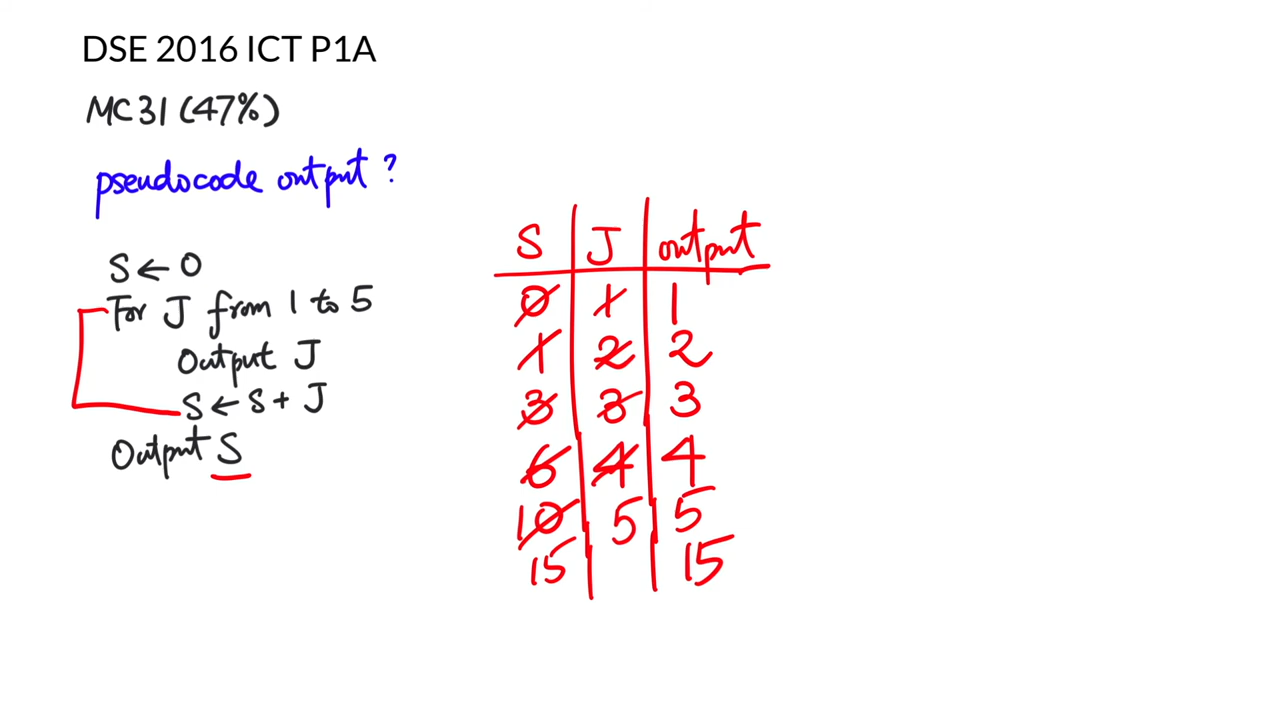 DSE 2016 ICT P1A
MC31 (47%)
pseudocode output ?
S ← 0
For J from 1 to 5
Output J
S ← S + J
Output S
S J output
0 1 1
1 2 2
3 3 3
6 4 4
10 5 5
15 15